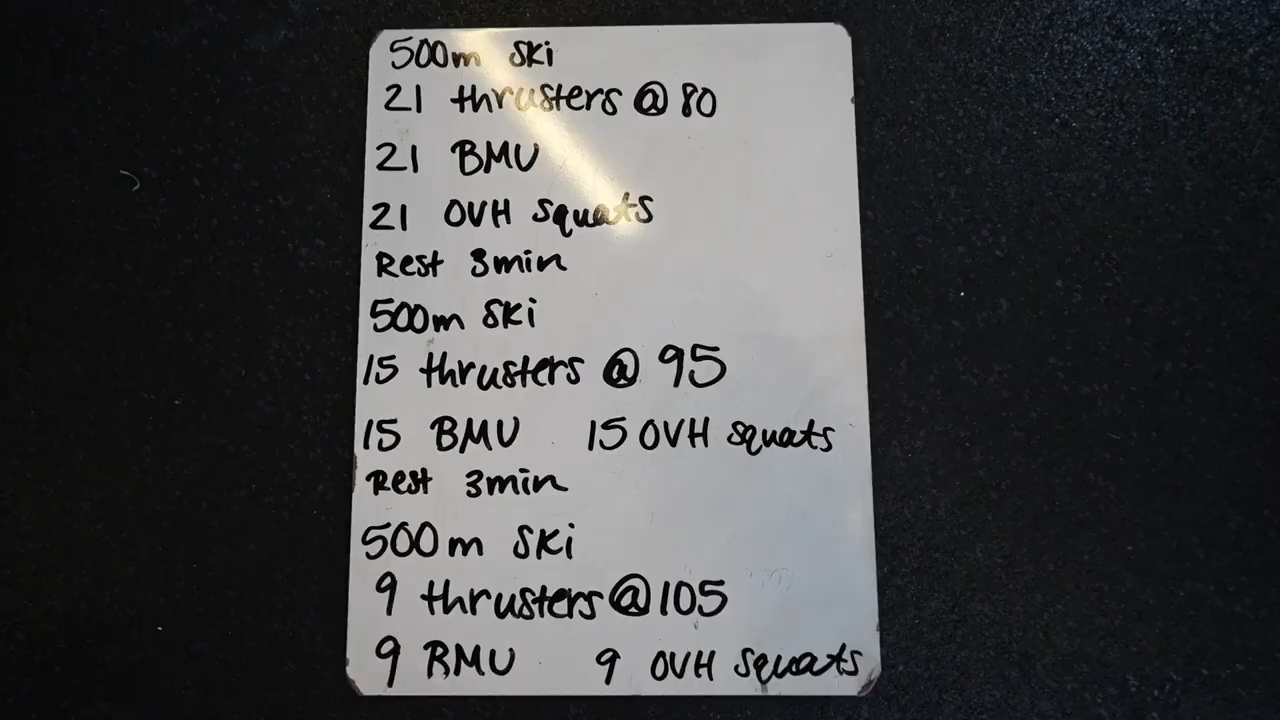 500m Ski
21 thrusters @ 80
21 BMU
21 OVH squats
Rest 3min
500m Ski
15 thrusters @ 95
15 BMU 15 OVH squats
Rest 3min
500m Ski
9 thrusters @ 105
9 RMU 9 OVH squats